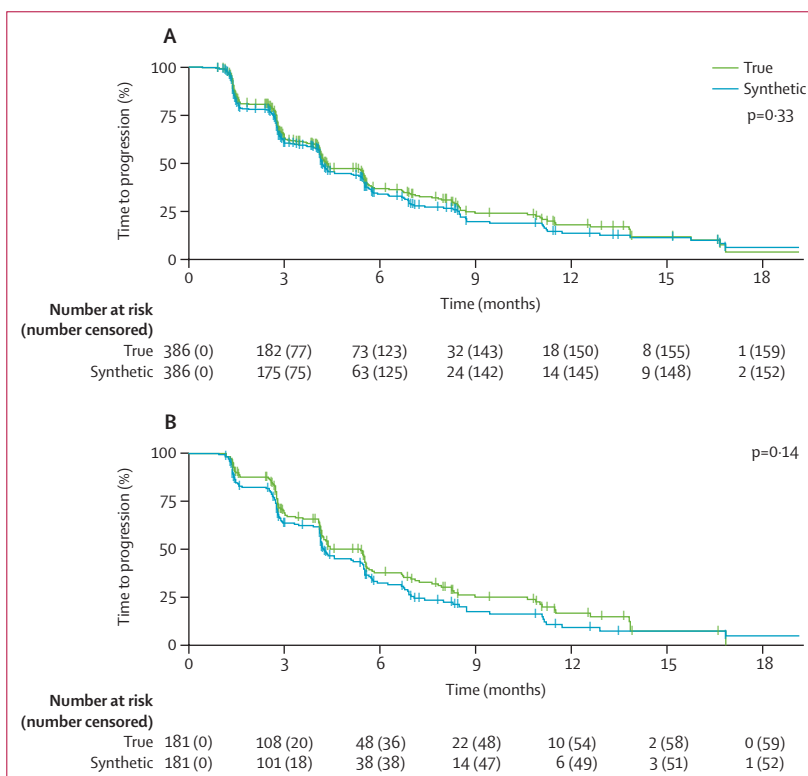 A
True
Synthetic
p=0·33
Time to progression (%)
100
75
50
25
0
0 3 6 9 12 15 18
Time (months)
Number at risk
(number censored)
True 386 (0) 182 (77) 73 (123) 32 (143) 18 (150) 8 (155) 1 (159)
Synthetic 386 (0) 175 (75) 63 (125) 24 (142) 14 (145) 9 (148) 2 (152)
B
p=0·14
Time to progression (%)
100
75
50
25
0
0 3 6 9 12 15 18
Time (months)
Number at risk
(number censored)
True 181 (0) 108 (20) 48 (36) 22 (48) 10 (54) 2 (58) 0 (59)
Synthetic 181 (0) 101 (18) 38 (38) 14 (47) 6 (49) 3 (51) 1 (52)